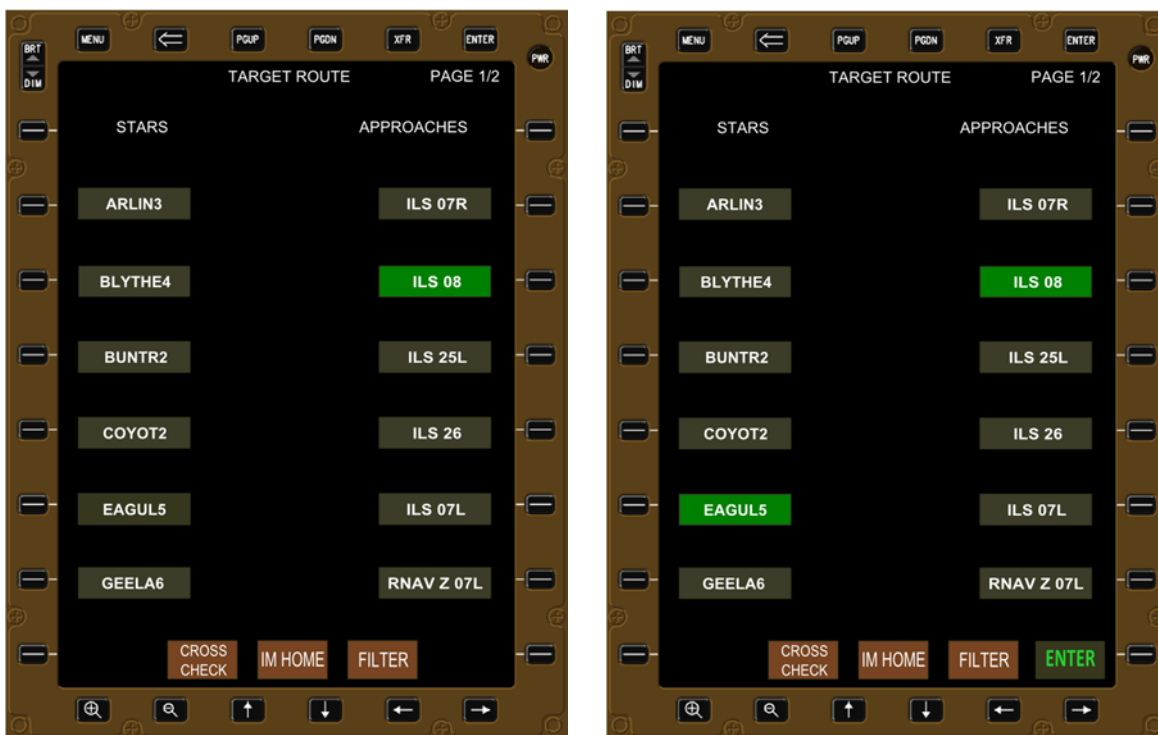 MENU PGUP PGDN XFR ENTER
BRT
DIM
PWR
TARGET ROUTE PAGE 1/2
STARS APPROACHES
ARLIN3 ILS 07R
BLYTHE4 ILS 08
BUNTR2 ILS 25L
COYOT2 ILS 26
EAGUL5 ILS 07L
GEELA6 RNAV Z 07L
CROSS
CHECK
IM HOME
FILTER
MENU PGUP PGDN XFR ENTER
BRT
DIM
PWR
TARGET ROUTE PAGE 1/2
STARS APPROACHES
ARLIN3 ILS 07R
BLYTHE4 ILS 08
BUNTR2 ILS 25L
COYOT2 ILS 26
EAGUL5 ILS 07L
GEELA6 RNAV Z 07L
CROSS
CHECK
IM HOME
FILTER
ENTER